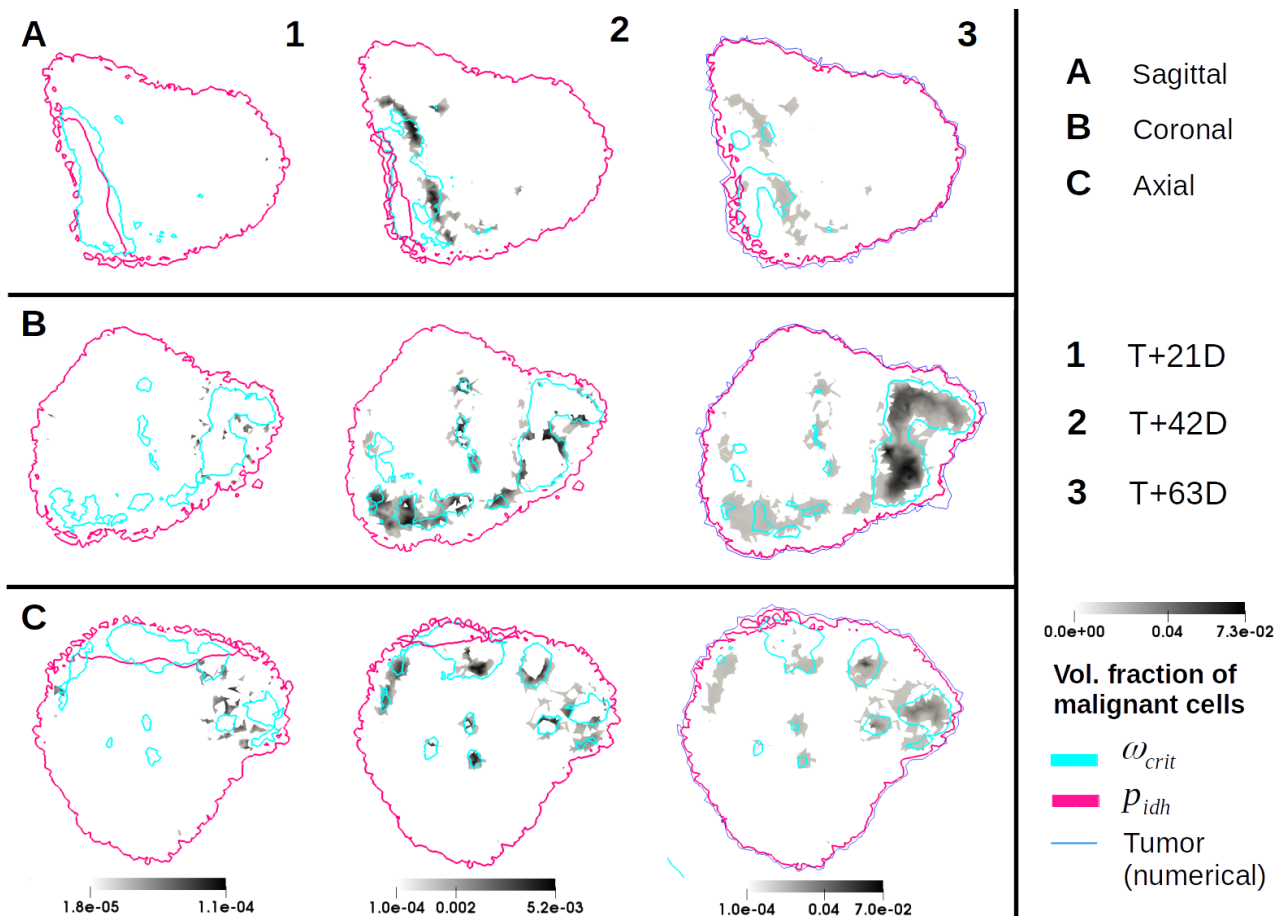 A
1
2
3
B
C
1.8e-05
1.1e-04
1.0e-04
0.002
5.2e-03
1.0e-04
0.04
7.0e-02
A Sagittal
B Coronal
C Axial
1 T+21D
2 T+42D
3 T+63D
0.0e+00
0.04
7.3e-02
Vol. fraction of
malignant cells
ω_crit
p_idh
Tumor
(numerical)